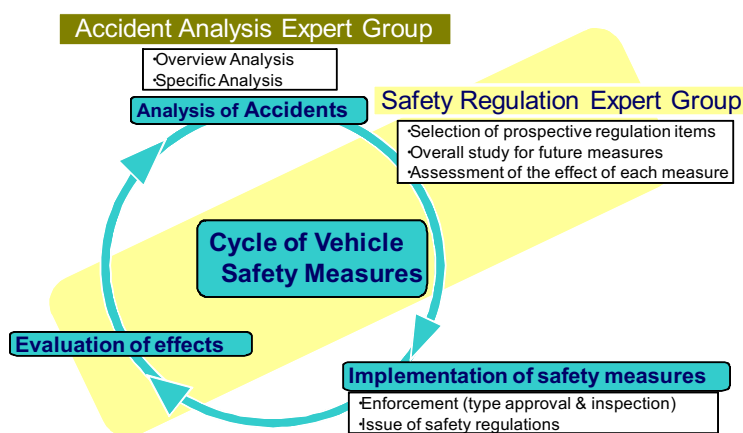 Accident Analysis Expert Group
·Overview Analysis
·Specific Analysis
Analysis of Accidents
Safety Regulation Expert Group
·Selection of prospective regulation items
·Overall study for future measures
·Assessment of the effect of each measure
Cycle of Vehicle
Safety Measures
Evaluation of effects
Implementation of safety measures
·Enforcement (type approval & inspection)
·Issue of safety regulations